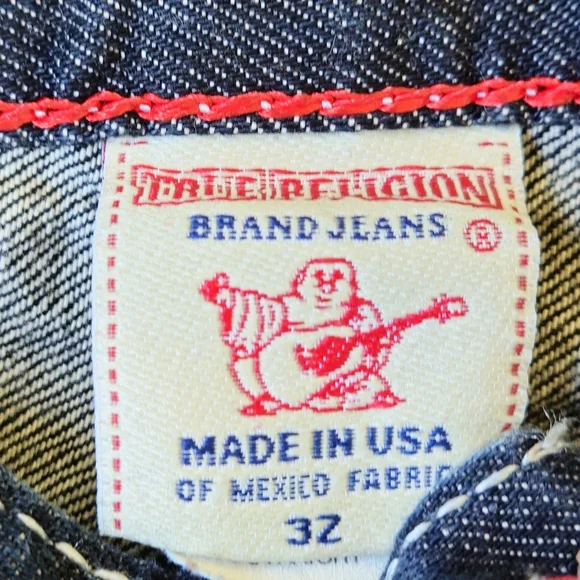 TRUE RELIGION
BRAND JEANS ®
MADE IN USA
OF MEXICO FABRIC
32